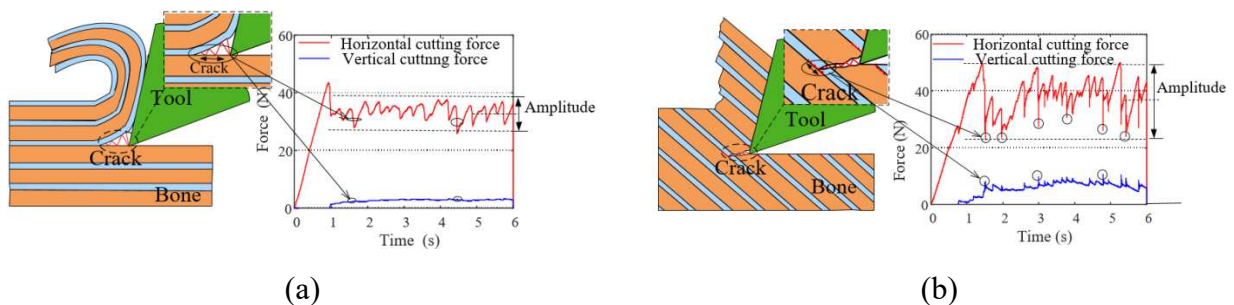 60
Horizontal cutting force
Vertical cuttnng force
Crack
Tool
Force (N)
40
Amplitude
20
Crack
Bone
0
0 1 2 3 4 5 6
Time (s)
(a)
60
Horizontal cutting force
Vertical cutting force
Crack
Tool
Force (N)
40
Amplitude
20
Crack
Bone
0
0 1 2 3 4 5 6
Time (s)
(b)